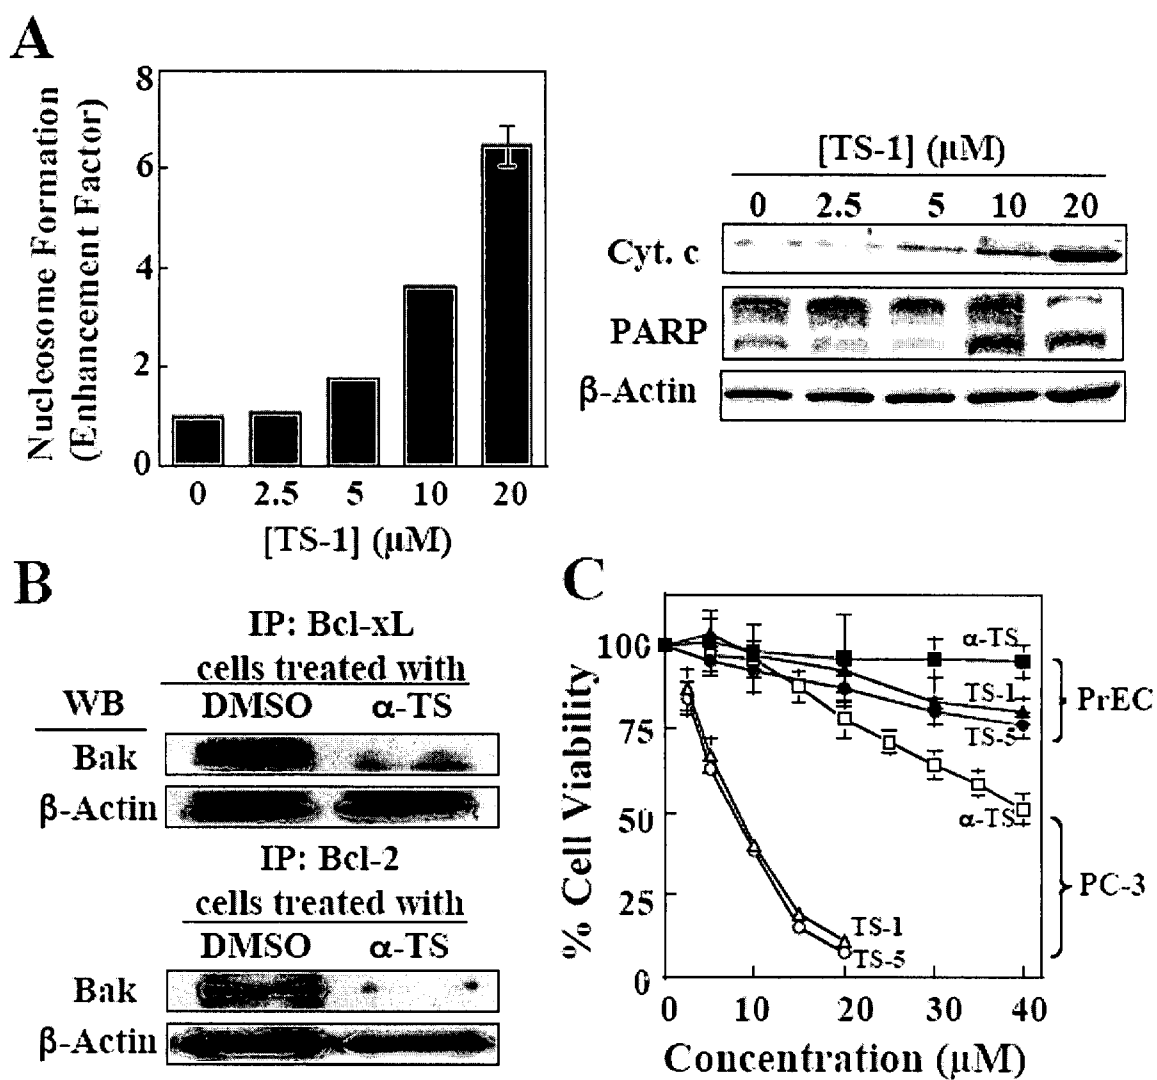 A
Nucleosome Formation
(Enhancement Factor)
8
6
4
2
0
0 2.5 5 10 20
[TS-1] (μM)
[TS-1] (μM)
0 2.5 5 10 20
Cyt. c
PARP
β-Actin
B
IP: Bcl-xL
cells treated with
WB DMSO α-TS
Bak
β-Actin
IP: Bcl-2
cells treated with
DMSO α-TS
Bak
β-Actin
C
% Cell Viability
100
75
50
25
0
0 10 20 30 40
Concentration (μM)
α-TS
TS-1
TS-5
PrEC
α-TS
PC-3
TS-1
TS-5